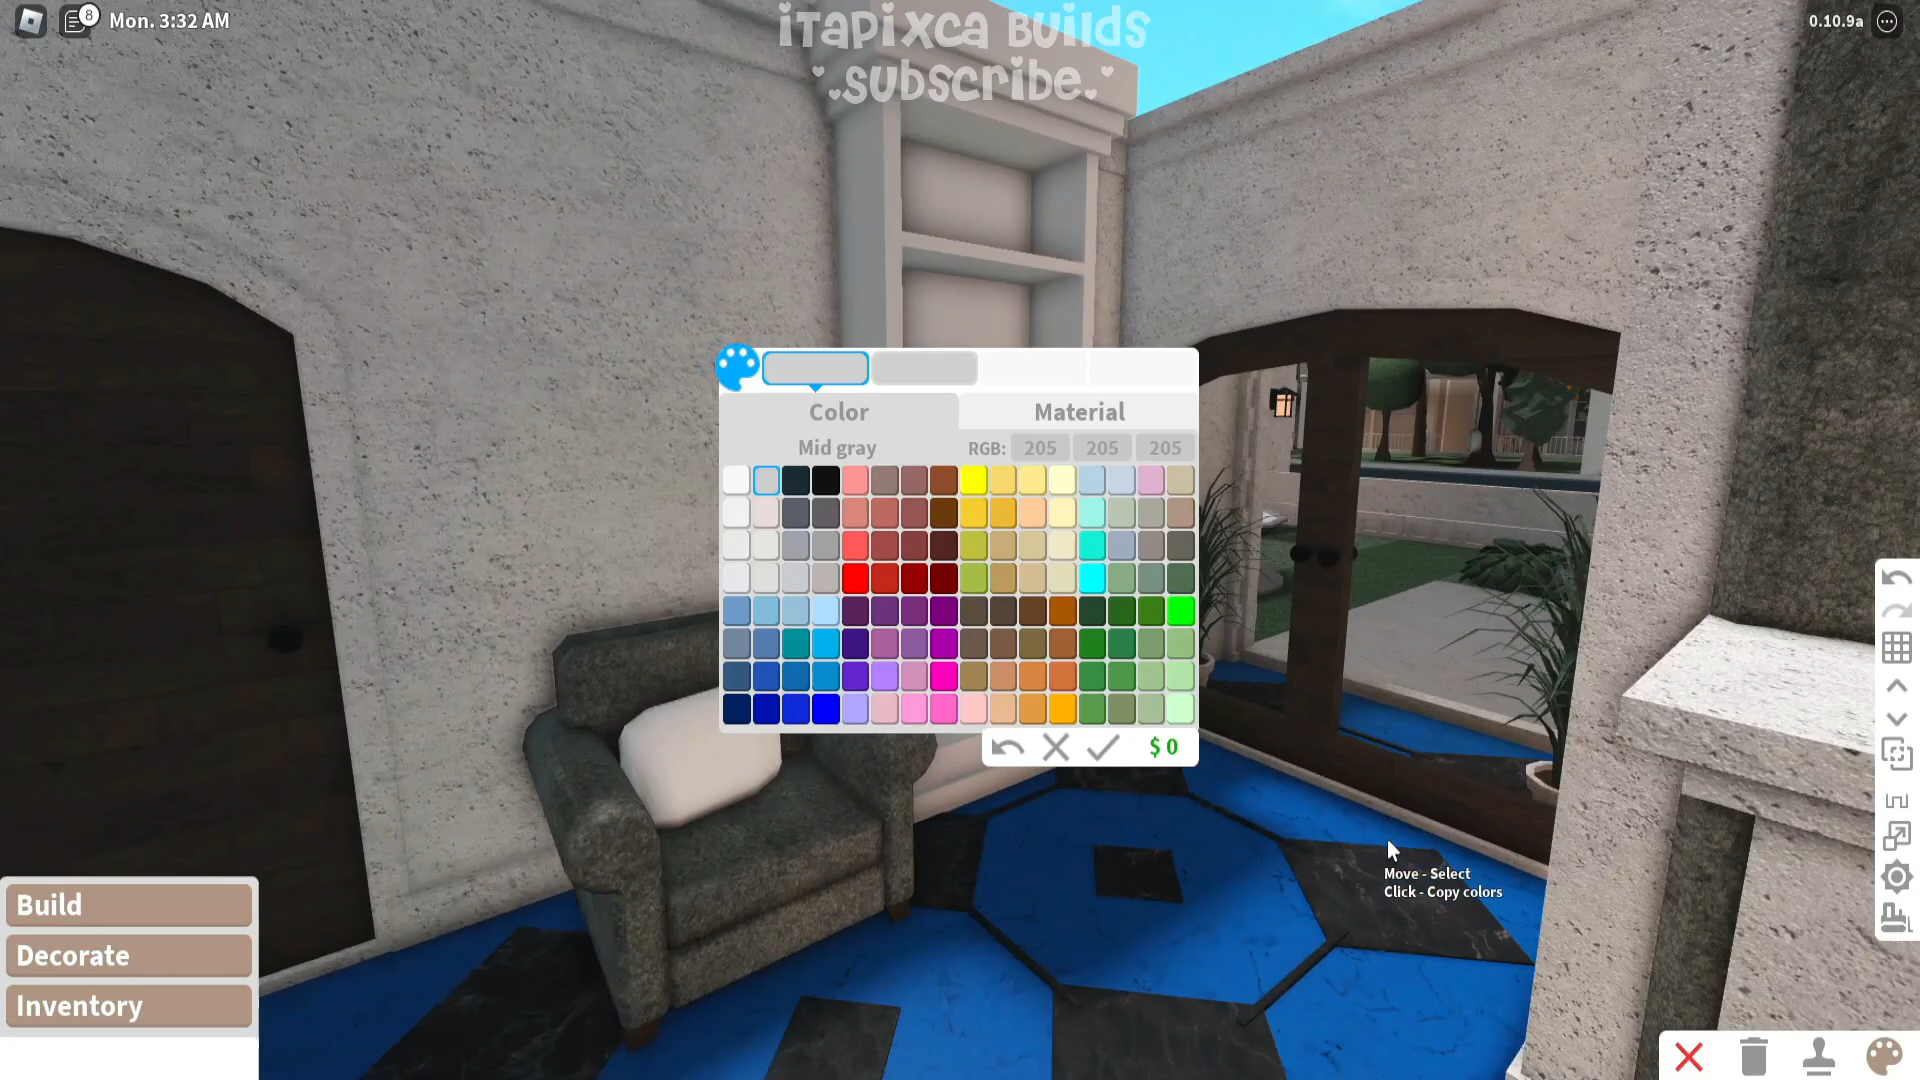 8
Mon. 3:32 AM
iTapixca Builds
.subscribe.
0.10.9a
Color
Material
Mid gray
RGB: 205 205 205
$ 0
Move - Select
Click - Copy colors
Build
Decorate
Inventory